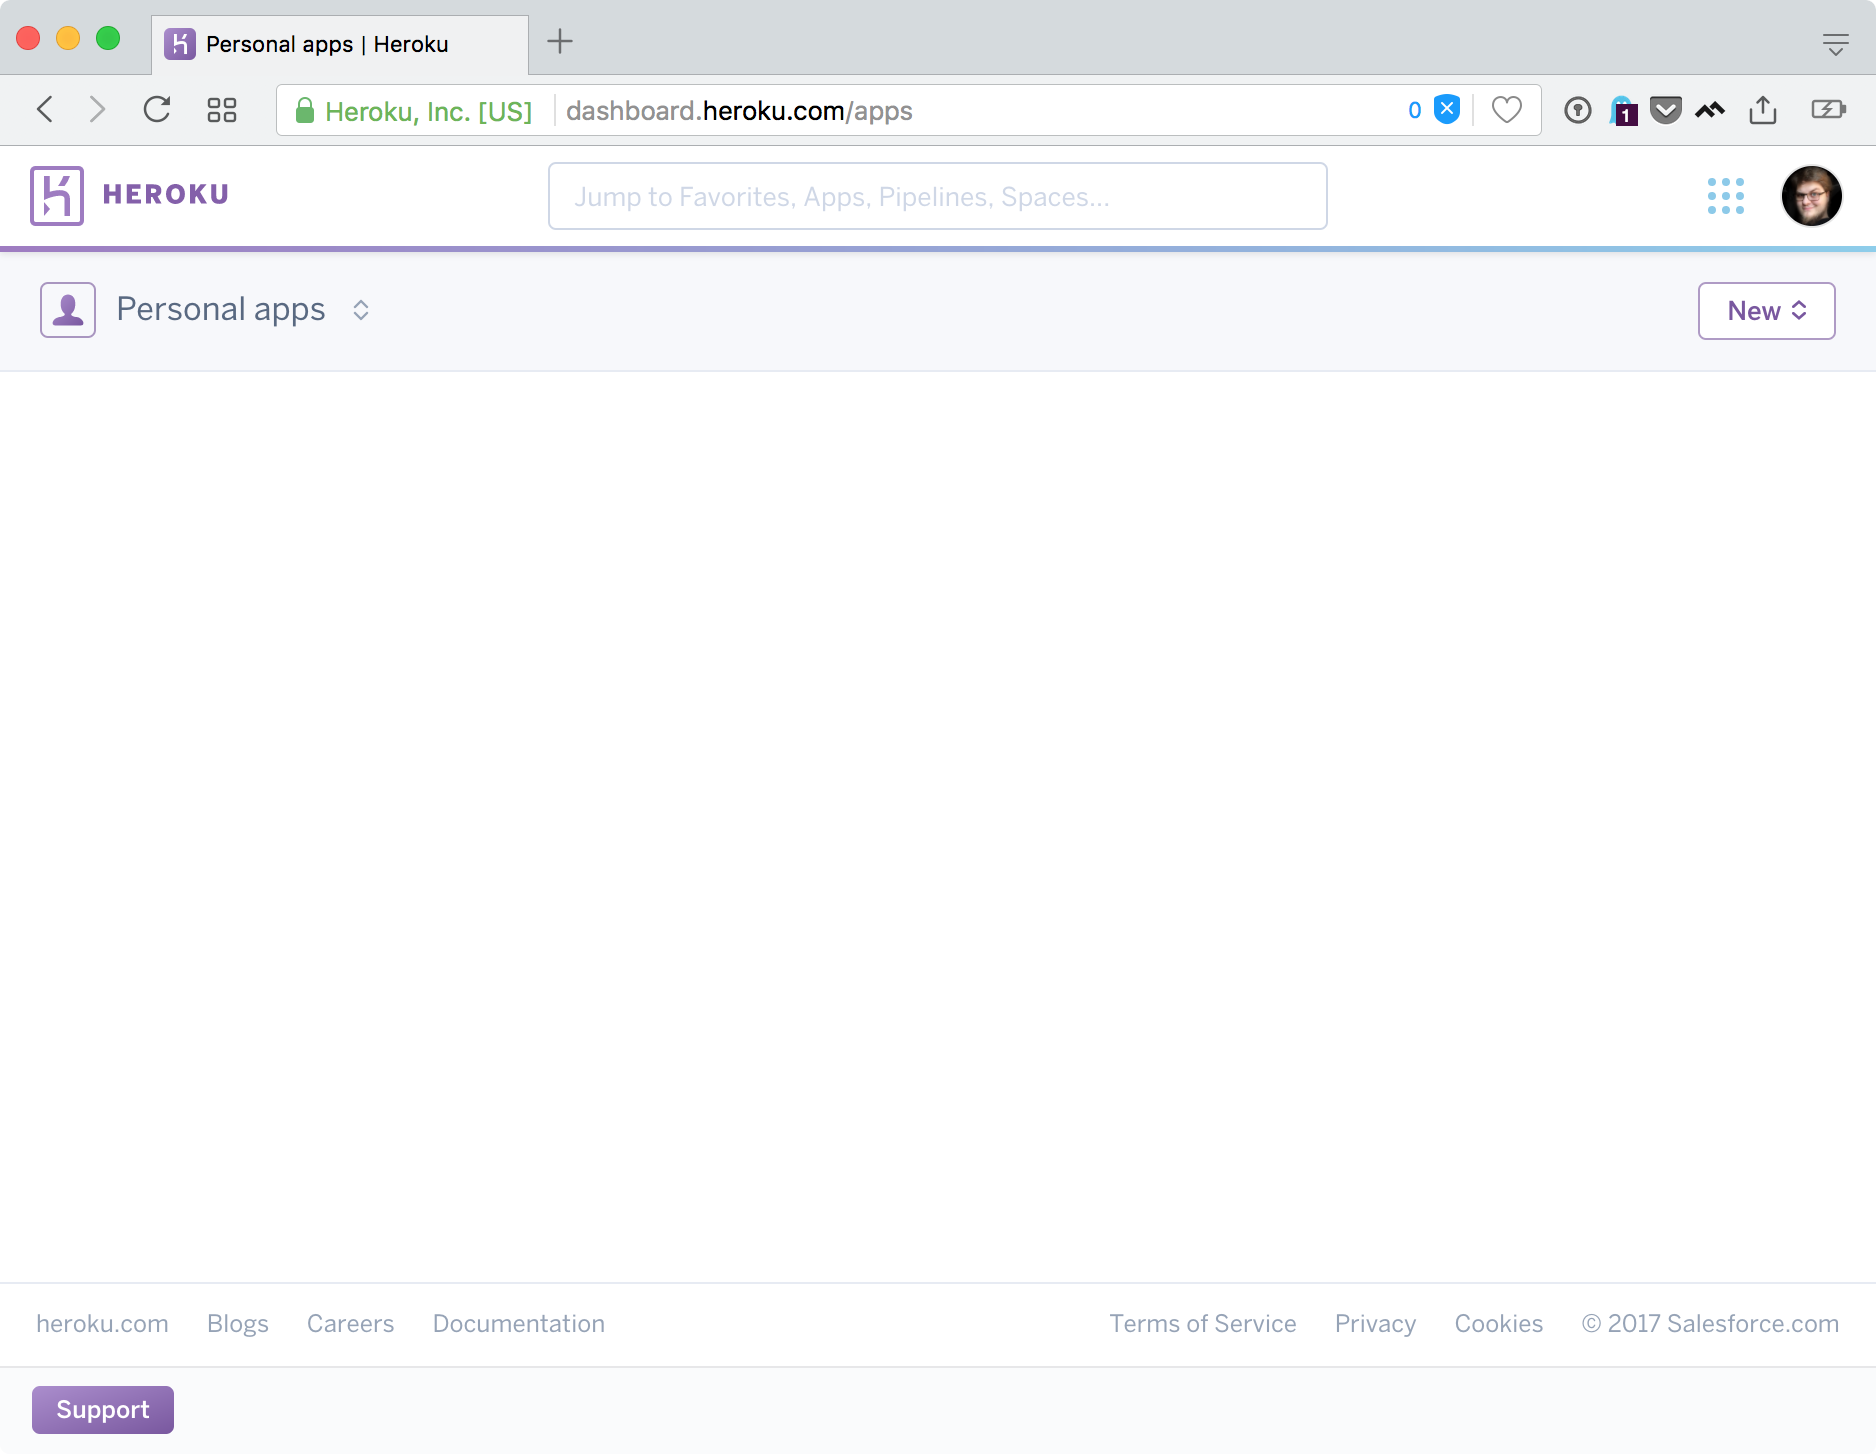 Personal apps | Heroku
Heroku, Inc. [US] dashboard.heroku.com/apps 0 1
HEROKU Jump to Favorites, Apps, Pipelines, Spaces...
Personal apps New
heroku.com Blogs Careers Documentation Terms of Service Privacy Cookies © 2017 Salesforce.com
Support